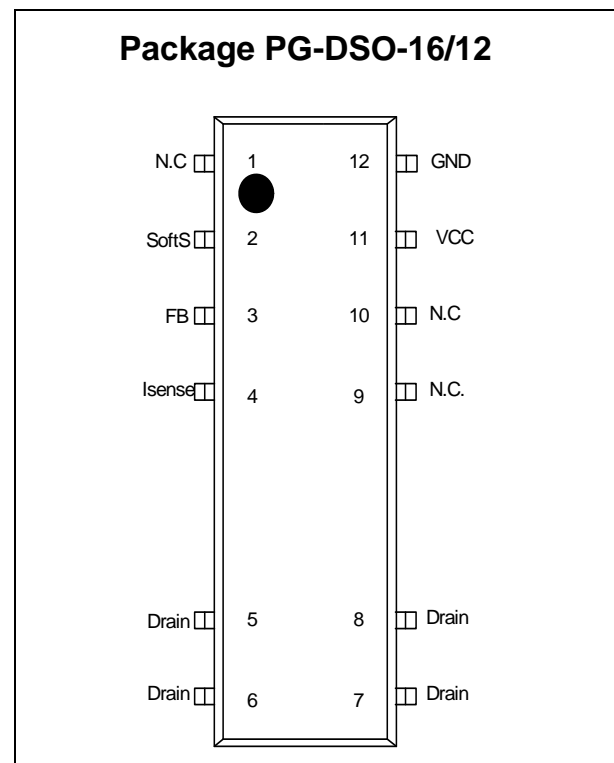 Package PG-DSO-16/12
N.C 1 12 GND
SoftS 2 11 VCC
FB 3 10 N.C
Isense 4 9 N.C.
Drain 5 8 Drain
Drain 6 7 Drain